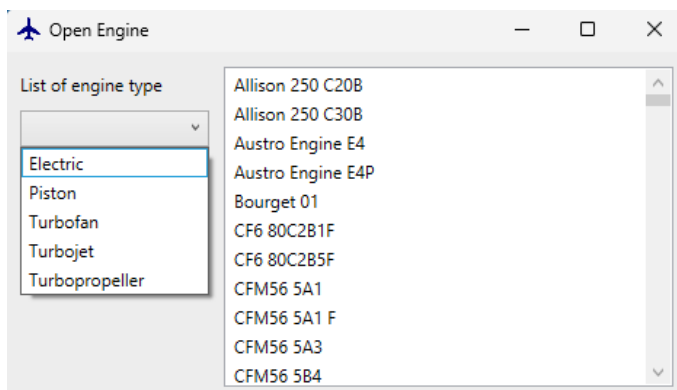 Open Engine
List of engine type
Electric
Piston
Turbofan
Turbojet
Turbopropeller
Allison 250 C20B
Allison 250 C30B
Austro Engine E4
Austro Engine E4P
Bourget 01
CF6 80C2B1F
CF6 80C2B5F
CFM56 5A1
CFM56 5A1 F
CFM56 5A3
CFM56 5B4